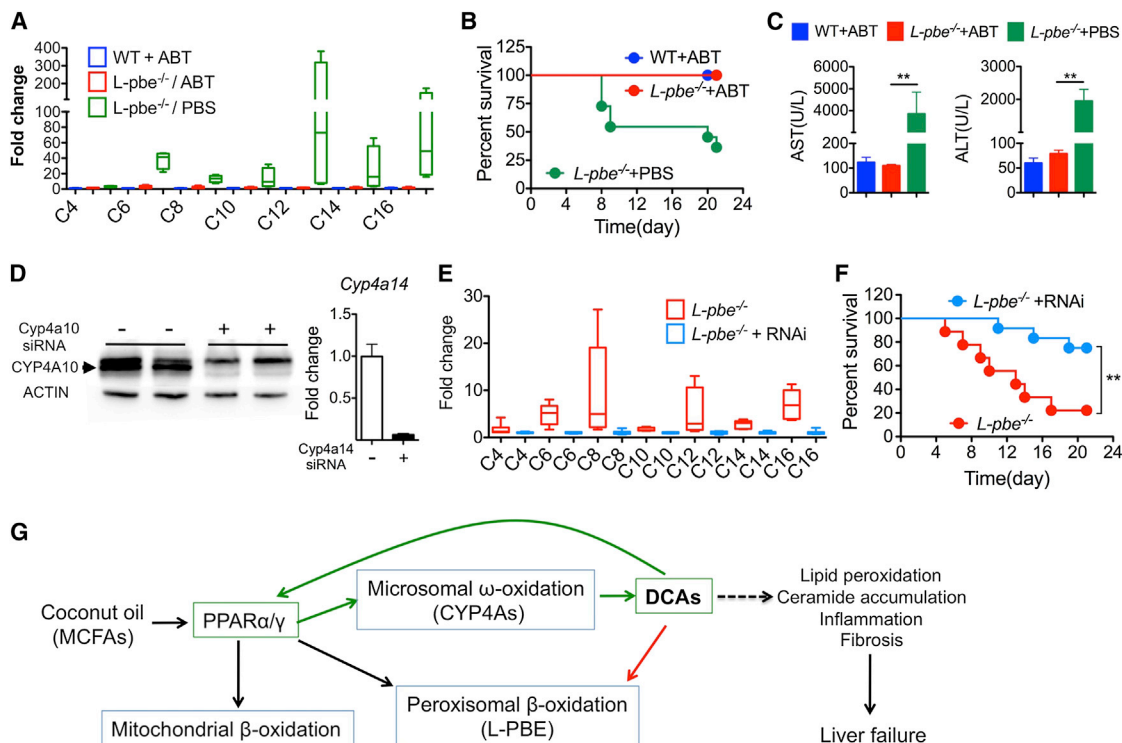 A
Fold change
400
300
200
100
80
60
40
20
0
WT + ABT
L-pbe-/- / ABT
L-pbe-/- / PBS
C4
C6
C8
C10
C12
C14
C16
B
Percent survival
125
100
75
50
25
0
WT+ABT
L-pbe-/-+ABT
L-pbe-/-+PBS
0
4
8
12
16
20
24
Time(day)
C
WT+ABT
L-pbe-/-+ABT
L-pbe-/-+PBS
AST(U/L)
6000
4000
2000
200
100
0
**
ALT(U/L)
3000
2000
100
50
0
**
D
Cyp4a10
siRNA
- - + +
CYP4A10
ACTIN
Cyp4a14
Fold change
1.5
1.0
0.5
Cyp4a14
siRNA
- +
E
Fold change
30
20
10
0
L-pbe-/-
L-pbe-/- + RNAi
C4
C4
C6
C6
C8
C8
C10
C10
C12
C12
C14
C14
C16
C16
F
Percent survival
120
100
80
60
40
20
0
L-pbe-/- +RNAi
L-pbe-/-
**
0
4
8
12
16
20
24
Time(day)
G
Coconut oil
(MCFAs)
PPARα/γ
Microsomal ω-oxidation
(CYP4As)
DCAs
Lipid peroxidation
Ceramide accumulation
Inflammation
Fibrosis
Mitochondrial β-oxidation
Peroxisomal β-oxidation
(L-PBE)
Liver failure